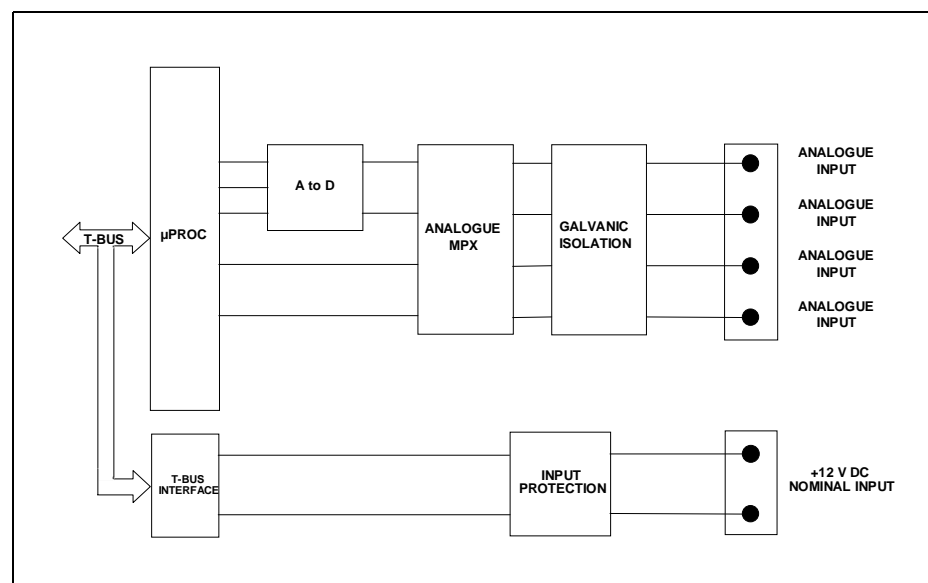 ANALOGUE
INPUT
A to D
ANALOGUE
INPUT
µPROC
ANALOGUE
MPX
GALVANIC
ISOLATION
T-BUS
ANALOGUE
INPUT
ANALOGUE
INPUT
T-BUS
INTERFACE
INPUT
PROTECTION
+12 V DC
NOMINAL INPUT